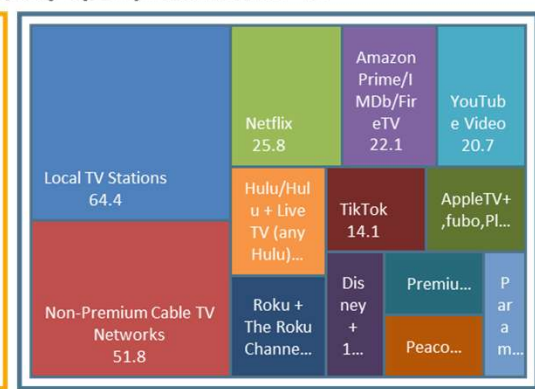 Local TV Stations
64.4
Non-Premium Cable TV
Networks
51.8
Netflix
25.8
Amazon
Prime/I
MDb/Fir
eTV
22.1
YouTub
e Video
20.7
Hulu/Hul
u + Live
TV (any
Hulu)...
TikTok
14.1
AppleTV+
,fubo,Pl...
Roku +
The Roku
Channe...
Dis
ney
+
1...
Premiu...
Peaco...
P
ar
a
m...